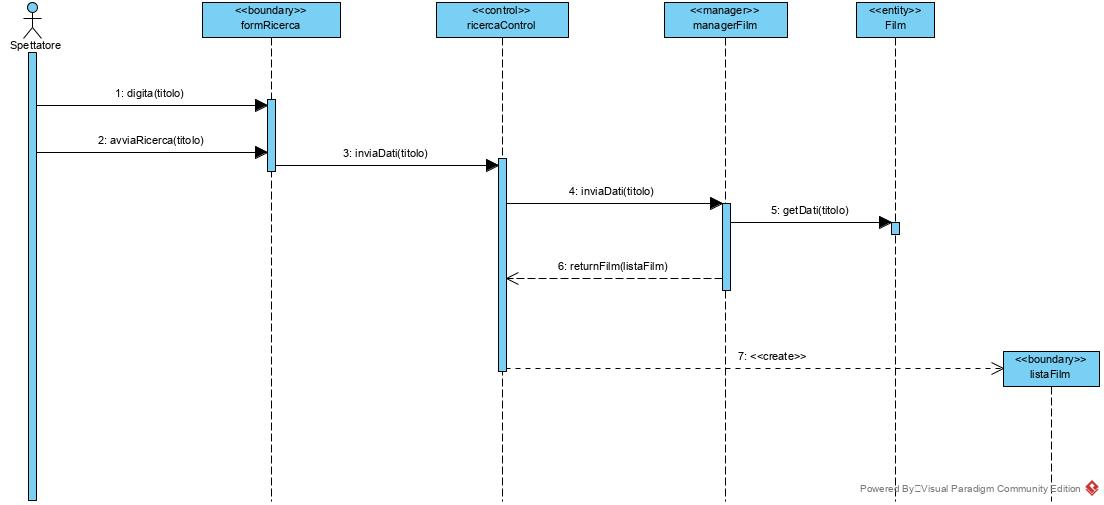 <<boundary>>
formRicerca
<<control>>
ricercaControl
<<manager>>
managerFilm
<<entity>>
Film
Spettatore
1: digita(titolo)
2: avviaRicerca(titolo)
3: inviaDati(titolo)
4: inviaDati(titolo)
5: getDati(titolo)
6: returnFilm(listaFilm)
7: <<create>>
<<boundary>>
listaFilm
Powered By Visual Paradigm Community Edition